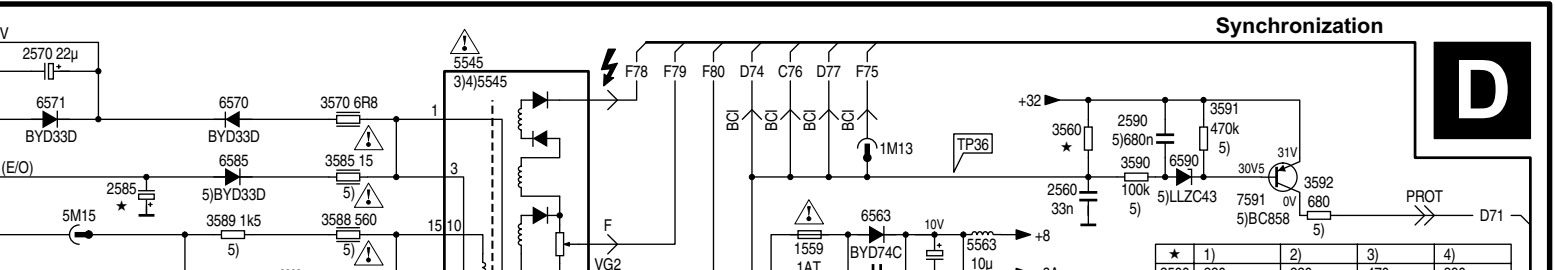 Synchronization
D
V
2570 22µ
5545
3)4)5545
F78
F79
F80
D74
C76
D77
F75
6571
BYD33D
6570
BYD33D
3570 6R8
1
BCI
BCI
BCI
BCI
1M13
TP36
+32
3560
★
2590
5)680n
3591
470k
5)
31V
(E/O)
6585
5)BYD33D
3585 15
5)
3
2585
★
2560
33n
3590
100k
5)
6590
5)LLZC43
30V5
7591
5)BC858
0V
3592
680
5)
PROT
D71
5M15
3589 1k5
5)
3588 560
5)
15
10
F
VG2
1559
1AT
6563
BYD74C
10V
5563
10µ
+8
★ 1) 2) 3) 4)